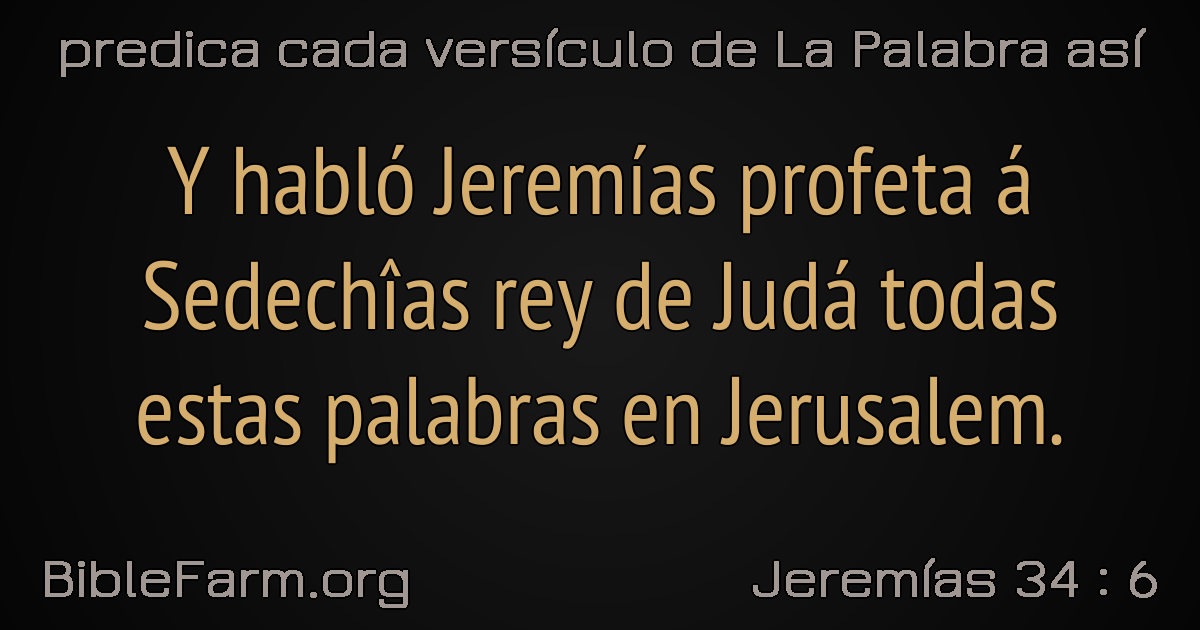 predica cada versículo de La Palabra así
Y habló Jeremías profeta á
Sedechîas rey de Judá todas
estas palabras en Jerusalem.
BibleFarm.org
Jeremías 34 : 6